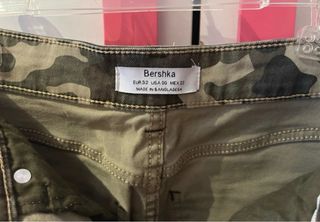 Bershka
EUR 32 USA 00 MEX 22
MADE IN BANGLADESH